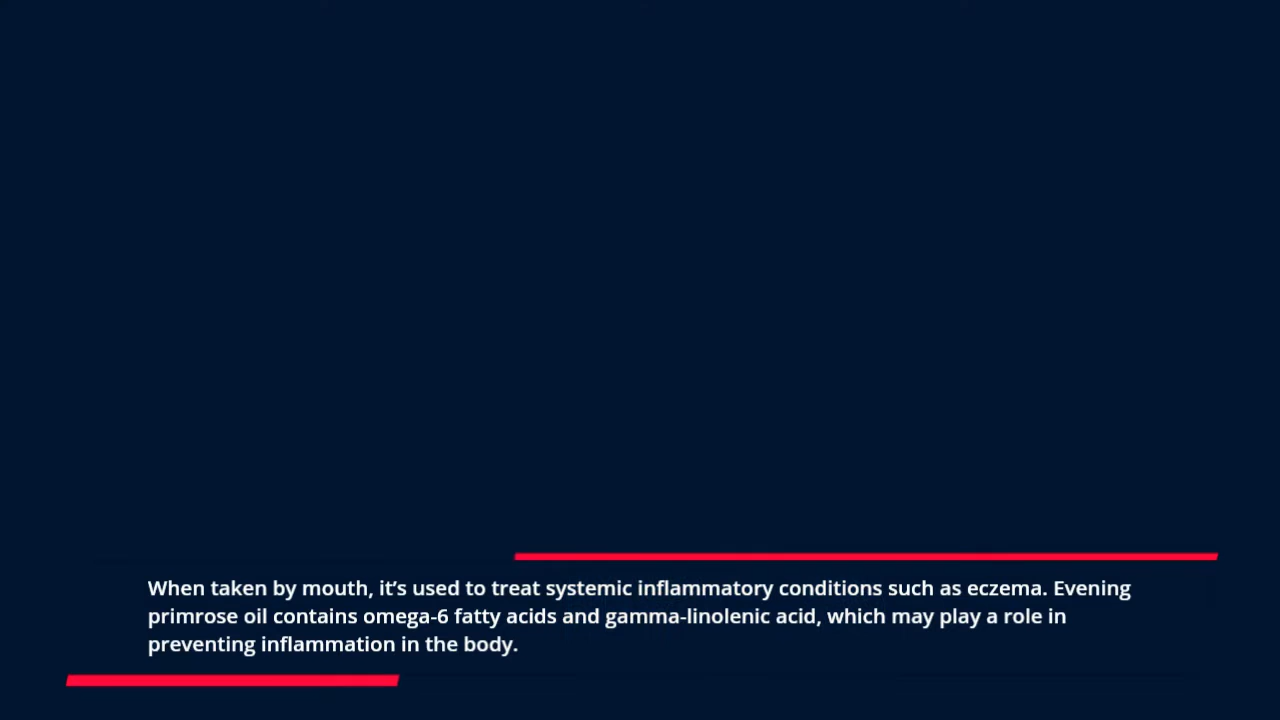 When taken by mouth, it’s used to treat systemic inflammatory conditions such as eczema. Evening
primrose oil contains omega-6 fatty acids and gamma-linolenic acid, which may play a role in
preventing inflammation in the body.